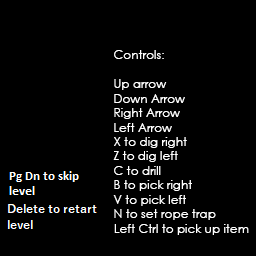 Controls:
Up arrow
Down Arrow
Right Arrow
Left Arrow
X to dig right
Z to dig left
C to drill
B to pick right
V to pick left
N to set rope trap
Left Ctrl to pick up item
Pg Dn to skip
level
Delete to retart
level